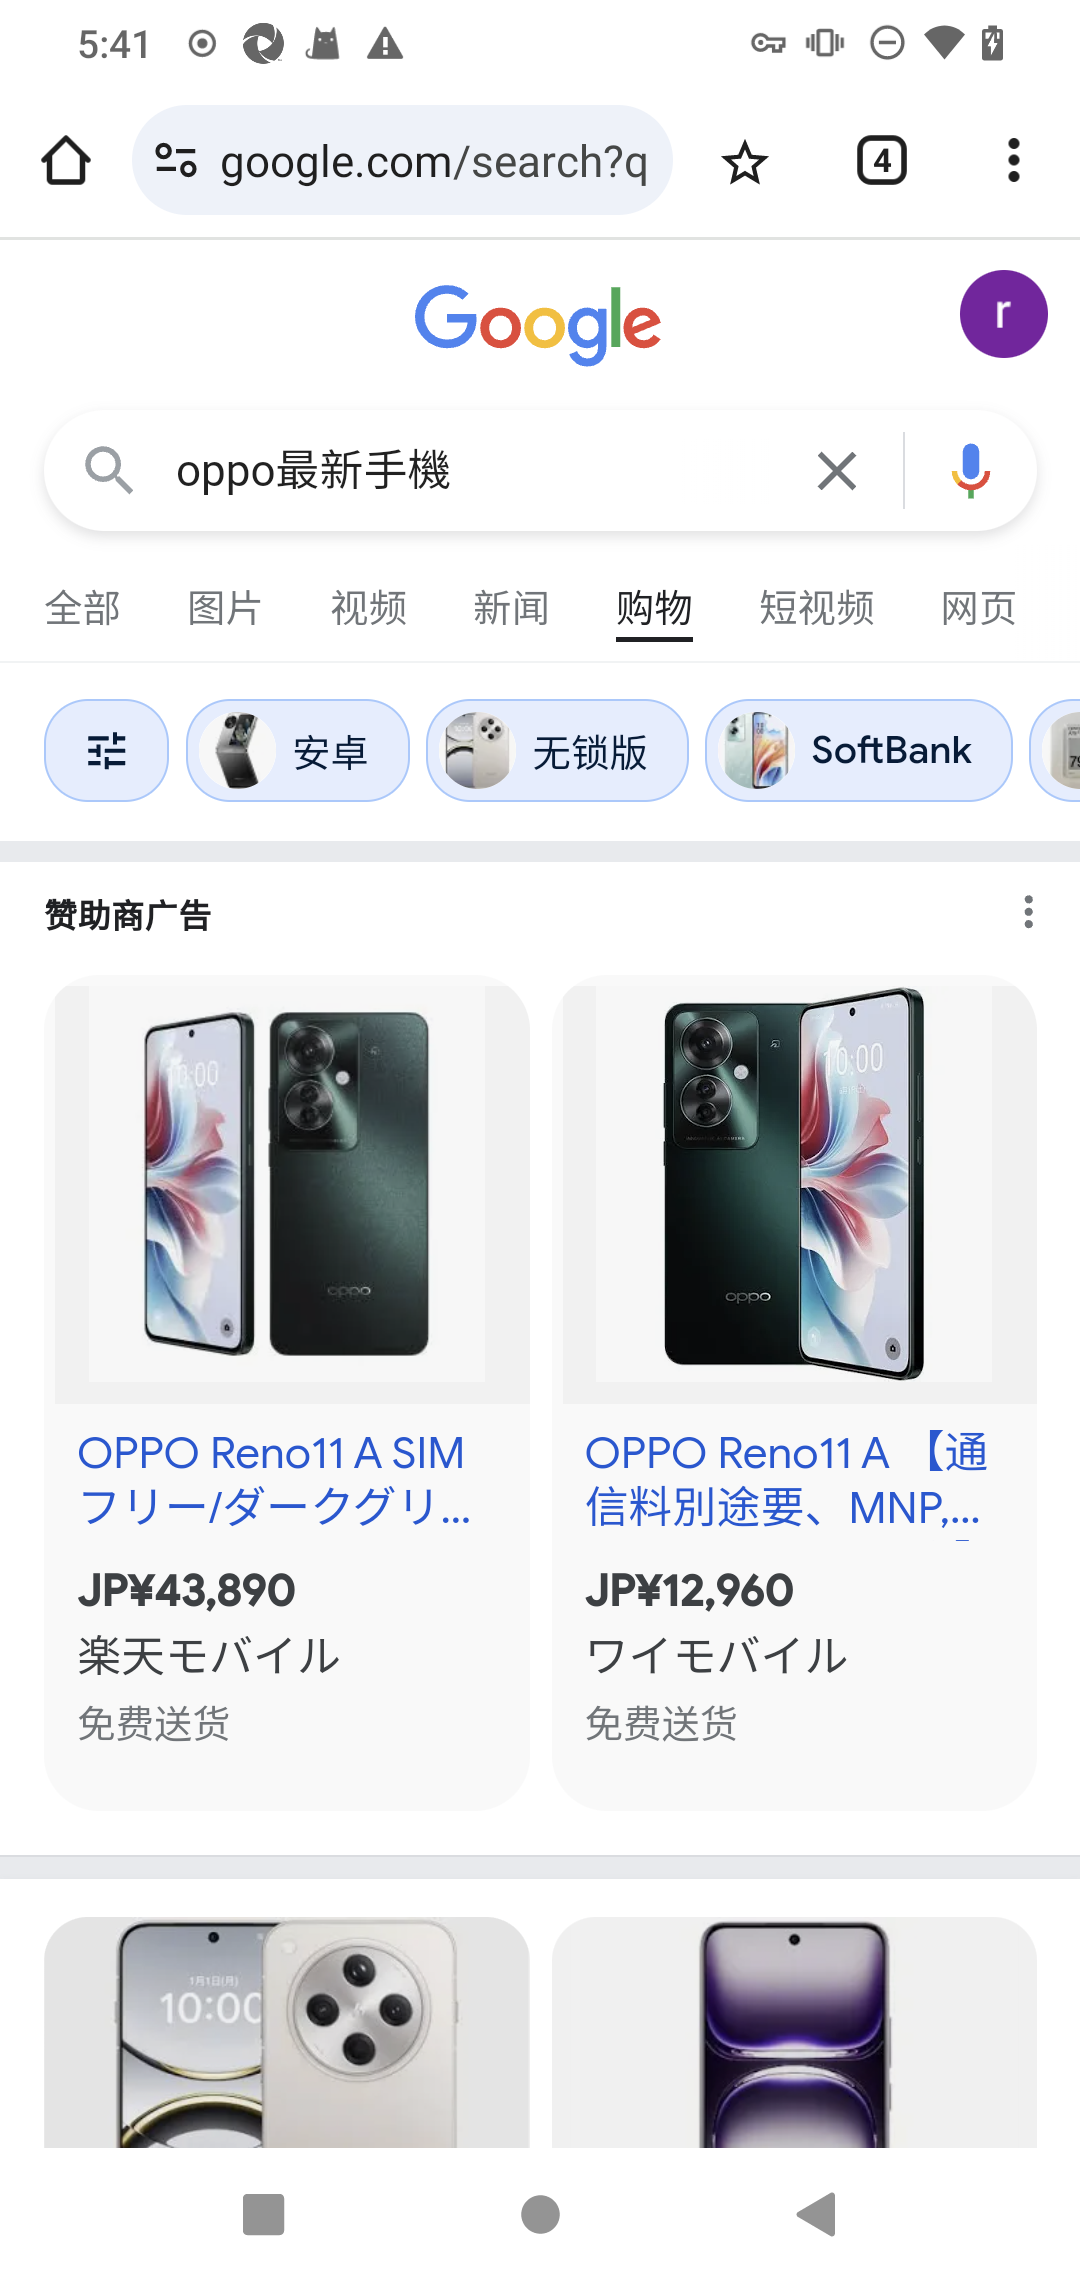 5:41
google.com/search?q
4
Google
r
oppo最新手機
全部 图片 视频 新闻 购物 短视频 网页
安卓 无锁版 SoftBank
赞助商广告
10:00
oppo
10:00
oppo
OPPO Reno11 A SIM
フリー/ダークグリ...
JP¥43,890
楽天モバイル
免费送货
OPPO Reno11 A 【通
信料別途要、MNP,...
JP¥12,960
ワイモバイル
免费送货
1月1日(月)
10:00